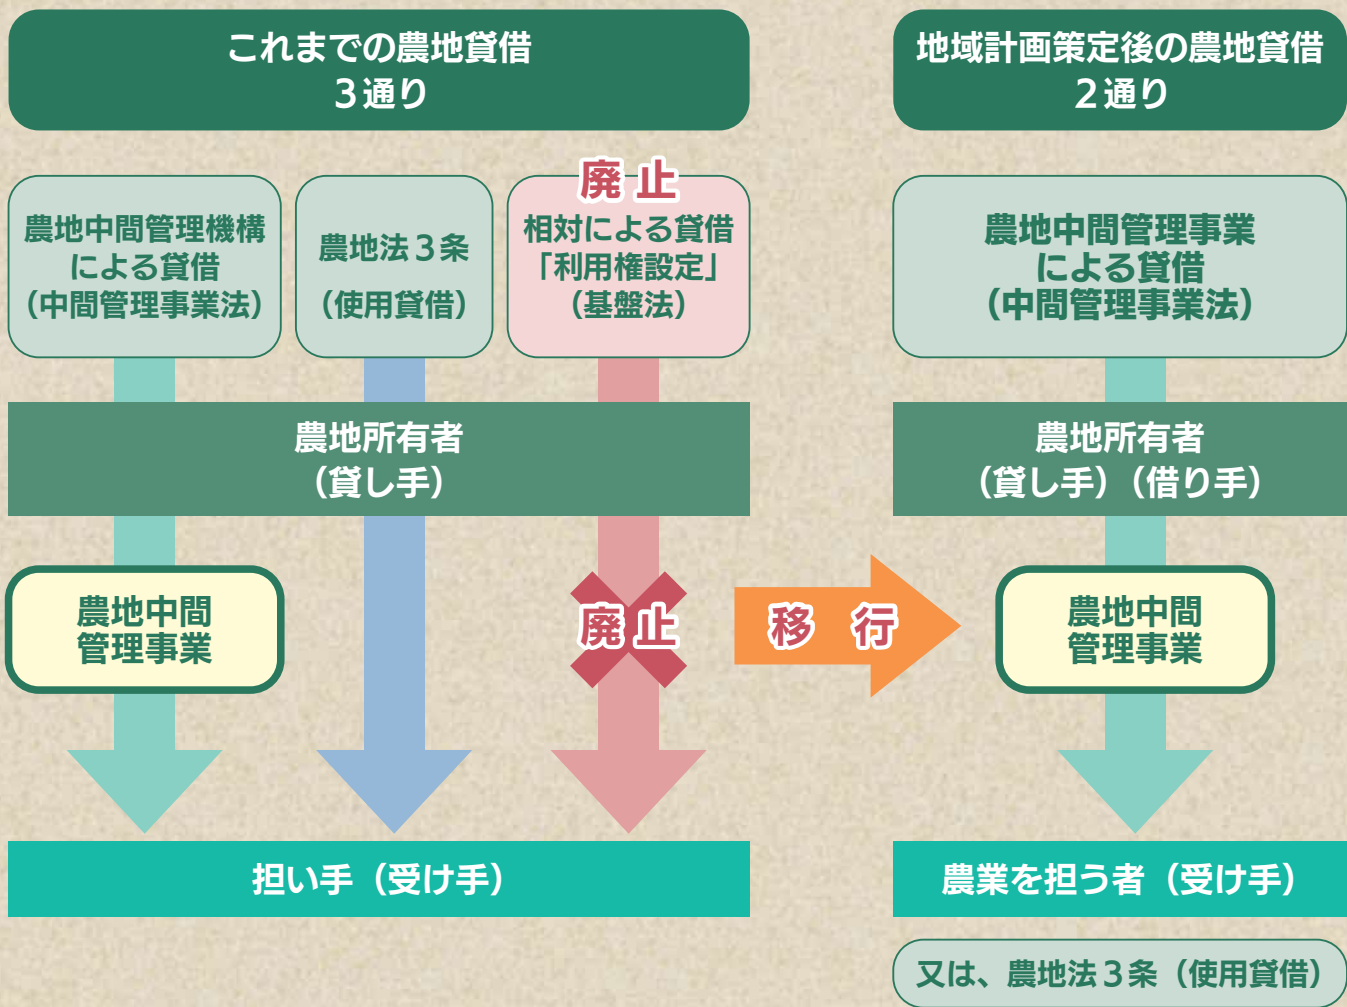 これまでの農地貸借
３通り
農地中間管理機構
による貸借
（中間管理事業法）
農地法３条
（使用貸借）
廃 止
相対による貸借
「利用権設定」
（基盤法）
農地所有者
（貸し手）
農地中間
管理事業
廃止
担い手（受け手）
移　行
地域計画策定後の農地貸借
２通り
農地中間管理事業
による貸借
（中間管理事業法）
農地所有者
（貸し手）（借り手）
農地中間
管理事業
農業を担う者（受け手）
又は、農地法３条（使用貸借）